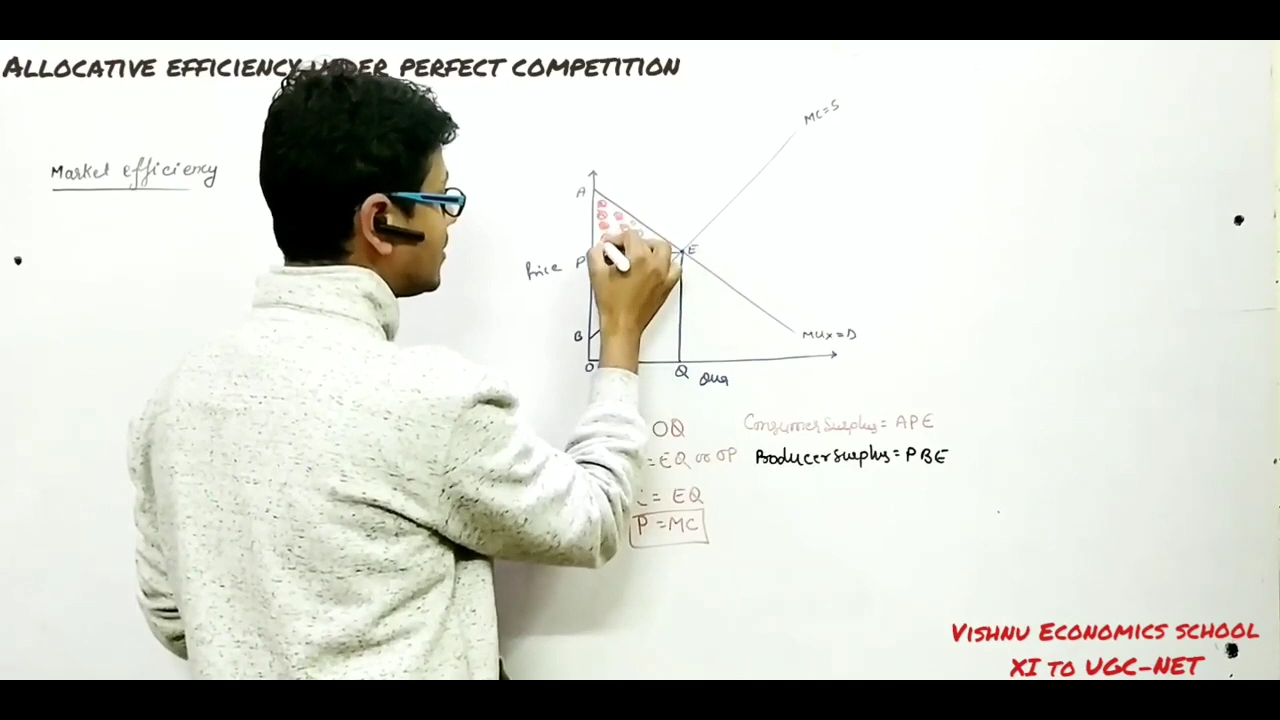 ALLOCATIVE EFFICIENCY UNDER PERFECT COMPETITION
Market efficiency
MC=S
A
E
Price P
B
MUx=D
O
Q Qua
OQ
=EQ or OP
= EQ
P =MC
Consumer Surplus= APE
Producer Surplus= PBE
VISHNU ECONOMICS SCHOOL
XI TO UGC-NET